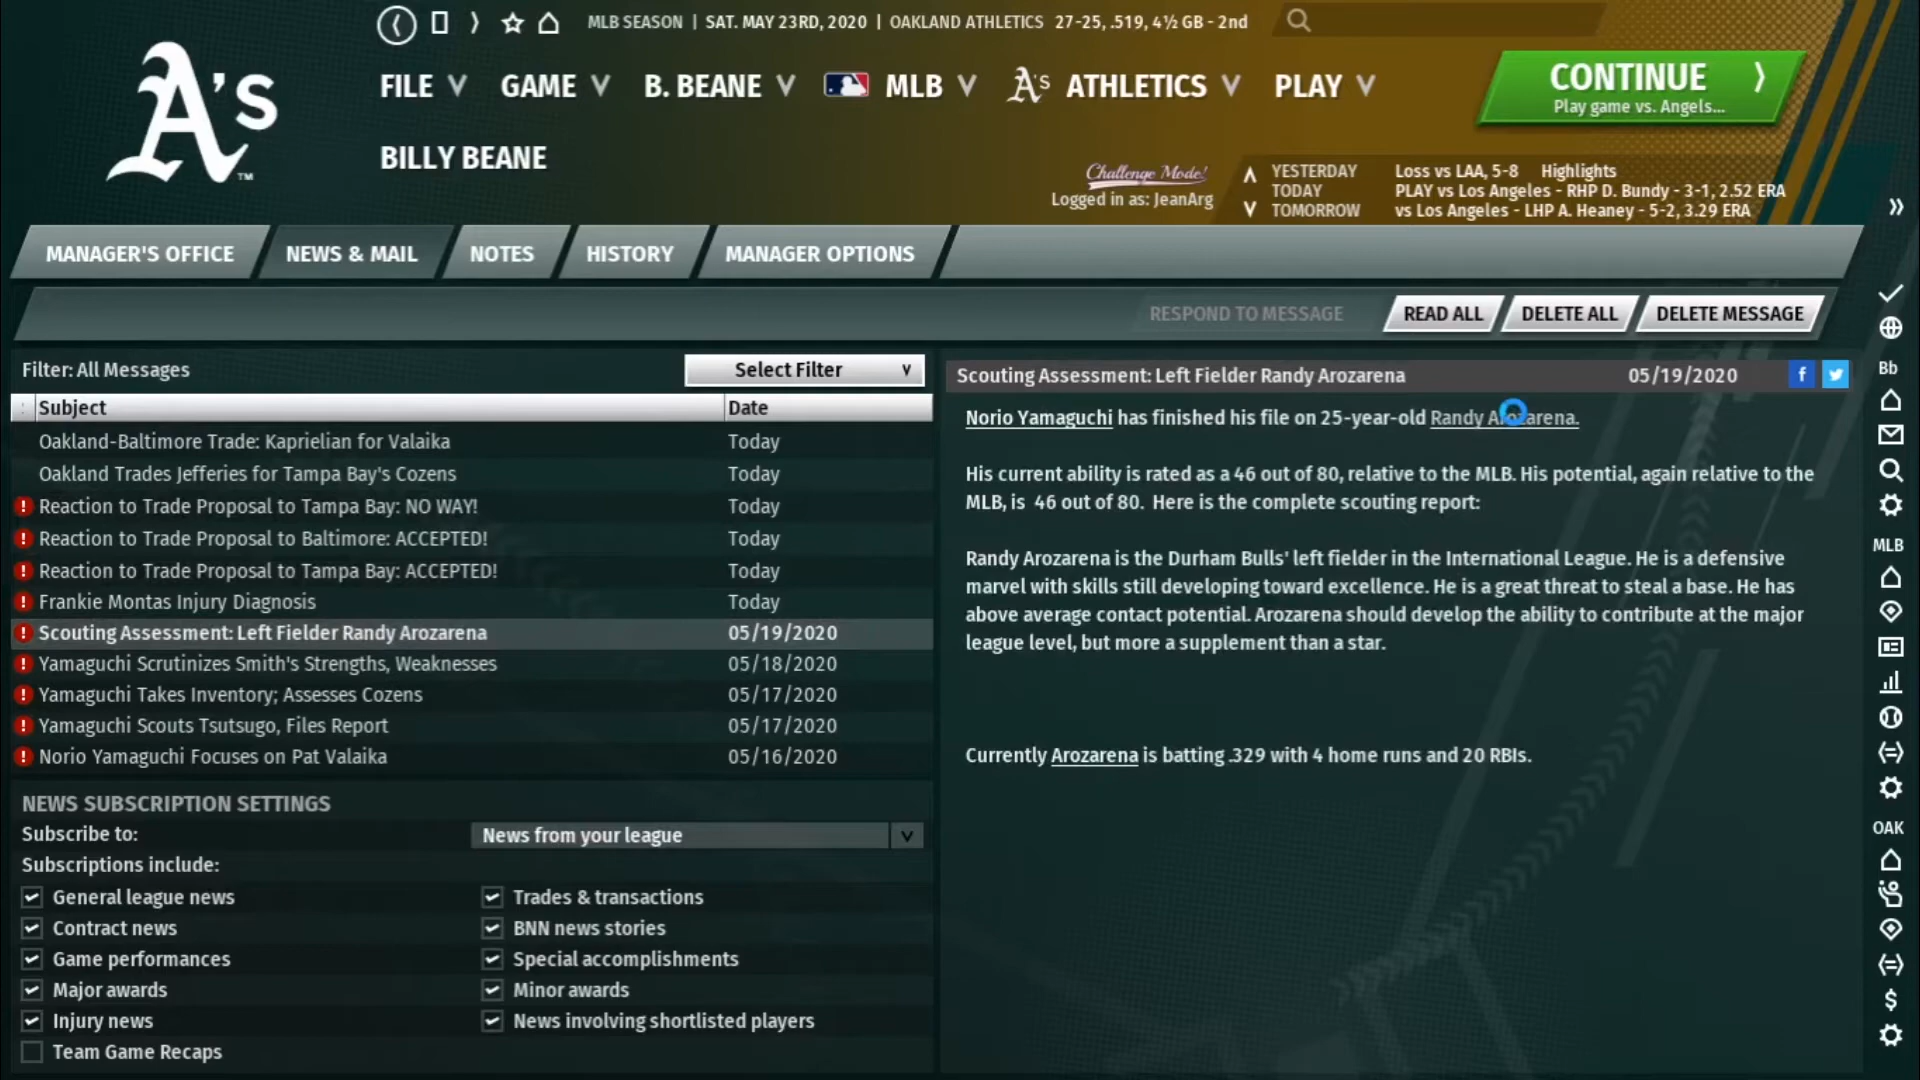 MLB SEASON | SAT. MAY 23RD, 2020 | OAKLAND ATHLETICS 27-25, .519, 4½ GB - 2nd
A's™
FILE GAME B. BEANE MLB A's ATHLETICS PLAY
CONTINUE
Play game vs. Angels...
BILLY BEANE
Challenge Mode!
Logged in as: JeanArg
YESTERDAY Loss vs LAA, 5-8 Highlights
TODAY PLAY vs Los Angeles - RHP D. Bundy - 3-1, 2.52 ERA
TOMORROW vs Los Angeles - LHP A. Heaney - 5-2, 3.29 ERA
MANAGER'S OFFICE NEWS & MAIL NOTES HISTORY MANAGER OPTIONS
RESPOND TO MESSAGE READ ALL DELETE ALL DELETE MESSAGE
Filter: All Messages Select Filter
Subject Date
Oakland-Baltimore Trade: Kaprielian for Valaika Today
Oakland Trades Jefferies for Tampa Bay's Cozens Today
! Reaction to Trade Proposal to Tampa Bay: NO WAY! Today
! Reaction to Trade Proposal to Baltimore: ACCEPTED! Today
! Reaction to Trade Proposal to Tampa Bay: ACCEPTED! Today
! Frankie Montas Injury Diagnosis Today
! Scouting Assessment: Left Fielder Randy Arozarena 05/19/2020
! Yamaguchi Scrutinizes Smith's Strengths, Weaknesses 05/18/2020
! Yamaguchi Takes Inventory; Assesses Cozens 05/17/2020
! Yamaguchi Scouts Tsutsugo, Files Report 05/17/2020
! Norio Yamaguchi Focuses on Pat Valaika 05/16/2020
NEWS SUBSCRIPTION SETTINGS
Subscribe to: News from your league
Subscriptions include:
General league news Trades & transactions
Contract news BNN news stories
Game performances Special accomplishments
Major awards Minor awards
Injury news News involving shortlisted players
Team Game Recaps
Scouting Assessment: Left Fielder Randy Arozarena 05/19/2020 f
Norio Yamaguchi has finished his file on 25-year-old Randy Arozarena.
His current ability is rated as a 46 out of 80, relative to the MLB. His potential, again relative to the
MLB, is 46 out of 80. Here is the complete scouting report:
Randy Arozarena is the Durham Bulls' left fielder in the International League. He is a defensive
marvel with skills still developing toward excellence. He is a great threat to steal a base. He has
above average contact potential. Arozarena should develop the ability to contribute at the major
league level, but more a supplement than a star.
Currently Arozarena is batting .329 with 4 home runs and 20 RBIs.
Bb
MLB
OAK
$